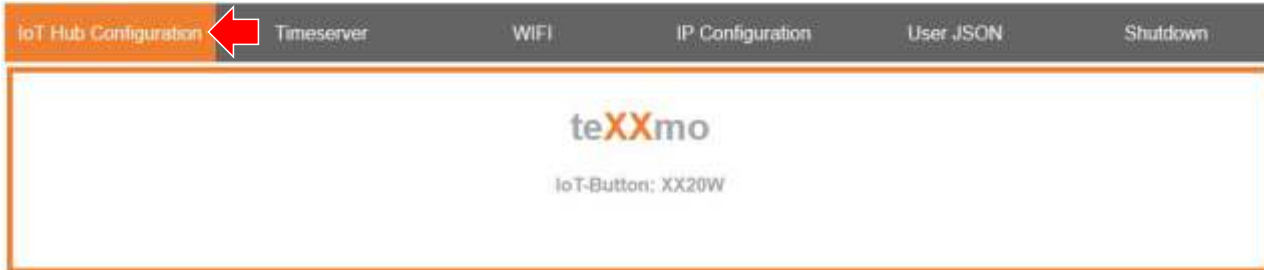 IoT Hub Configuration Timeserver WIFI IP Configuration User JSON Shutdown
teXXmo
IoT-Button: XX20W